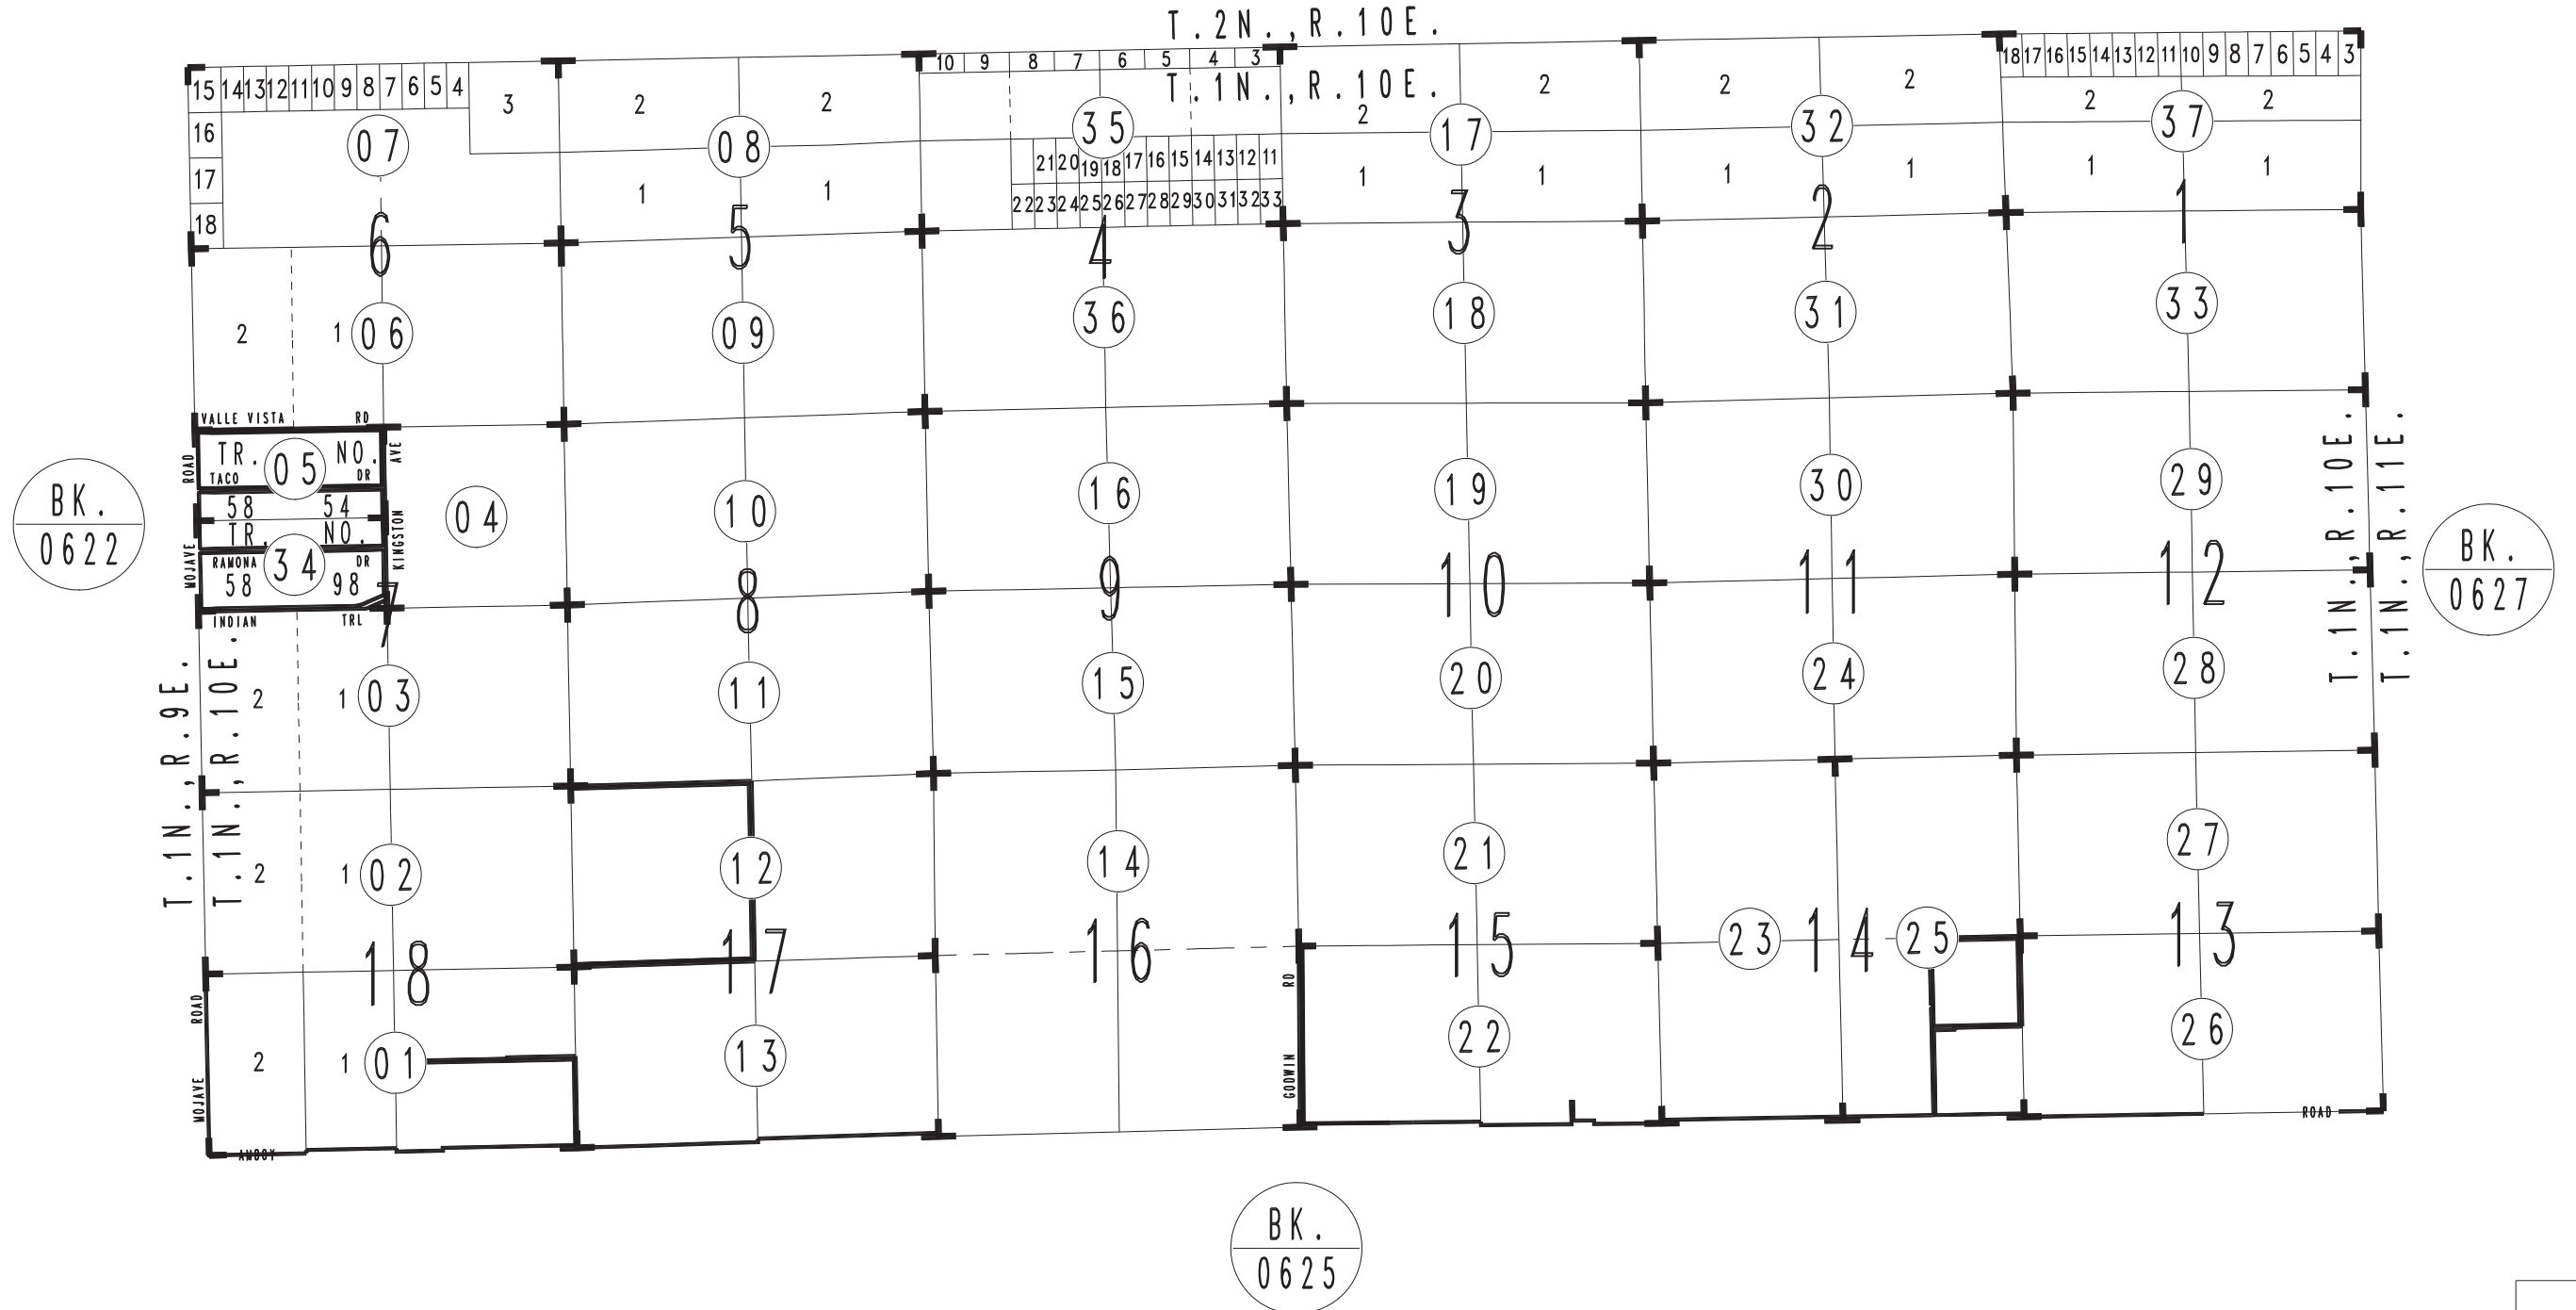 T.2N.,R.10E.
10 9 8 7 6 5 4 3
18 17 16 15 14 13 12 11 10 9 8 7 6 5 4 3
15 14 13 12 11 10 9 8 7 6 5 4
T.1N.,R.10E.
3 2 2 2 2 2 2 2 2
16 07 08 35 17 32 37
21 20 19 18 17 16 15 14 13 12 11
17 1 1 1 1 1 1 1 1
22 23 24 25 26 27 28 29 30 31 32 33
18
6 5 4 3 2 1
2 1 06 09 36 18 31 33
VALLE VISTA RD
TR. 05 NO.
TACO DR
ROAD
AVE
58 54
TR. NO.
RAMONA 34 DR
58 98
MOJAVE
KINGSTON
INDIAN TRL
04 10 16 19 30 29
BK.
0622
7 8 9 10 11 12
BK.
0627
T.1N.,R.10E.
T.1N.,R.11E.
2 1 03 11 15 20 24 28
T.1N.,R.9E.
T.1N.,R.10E.
2 1 02 12 14 21 27
18 17 16 15 23 14 25 13
ROAD
MOJAVE
RD
GODWIN
2 1 01 13 22 26
AMBOY
ROAD
BK.
0625